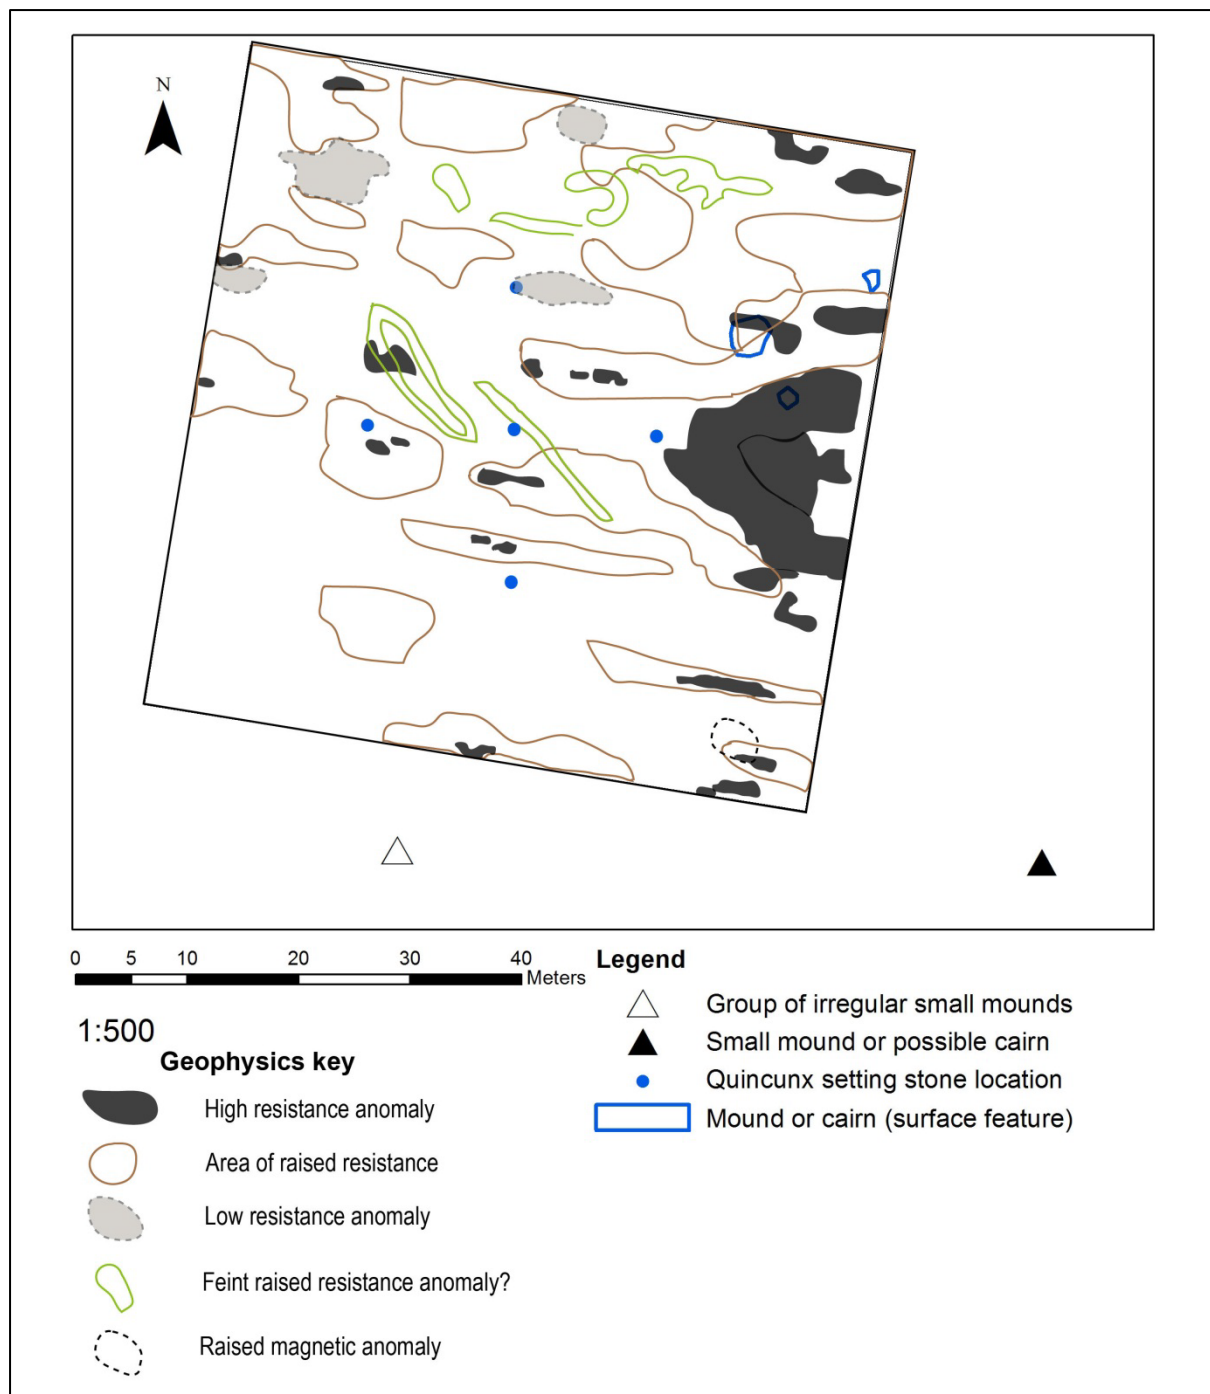 N
0 5 10 20 30 40
Meters
1:500
Geophysics key
High resistance anomaly
Area of raised resistance
Low resistance anomaly
Feint raised resistance anomaly?
Raised magnetic anomaly
Legend
Group of irregular small mounds
Small mound or possible cairn
Quincunx setting stone location
Mound or cairn (surface feature)